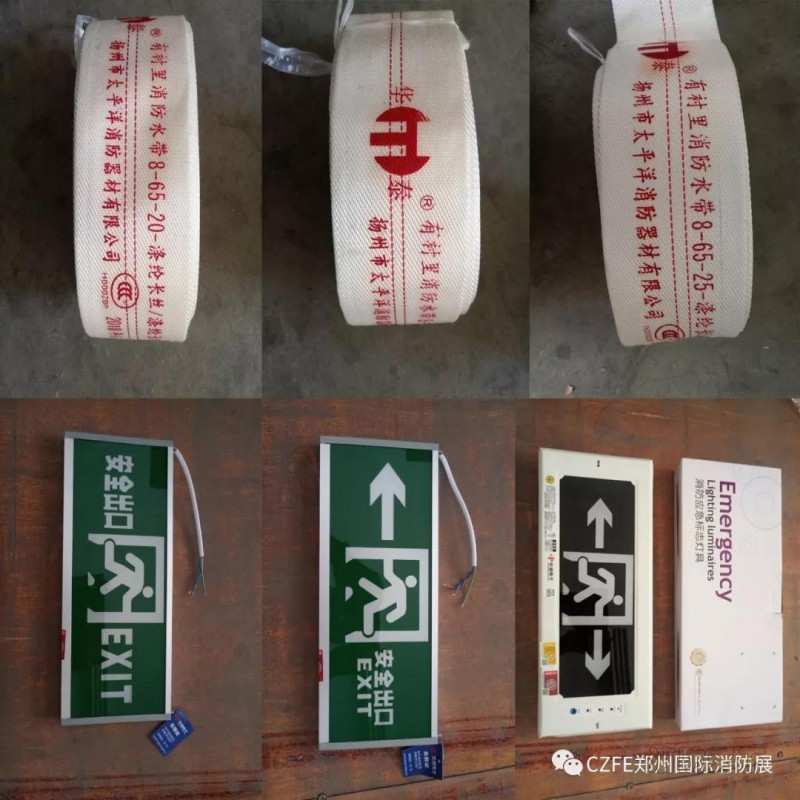 泰
®有衬里消防水带8-65-20-涤纶长丝/涤纶
扬州市太平洋消防器材有限公司
CCC
华
泰
®有衬里消防水带
扬州市太平洋消防器
泰
®有衬里消防水带8-65-25-涤纶
扬州市太平洋消防器材有限公司
安全出口
EXIT
安全出口
EXIT
Emergency
Lighting luminaires
消防应急标志灯具
CZFE郑州国际消防展